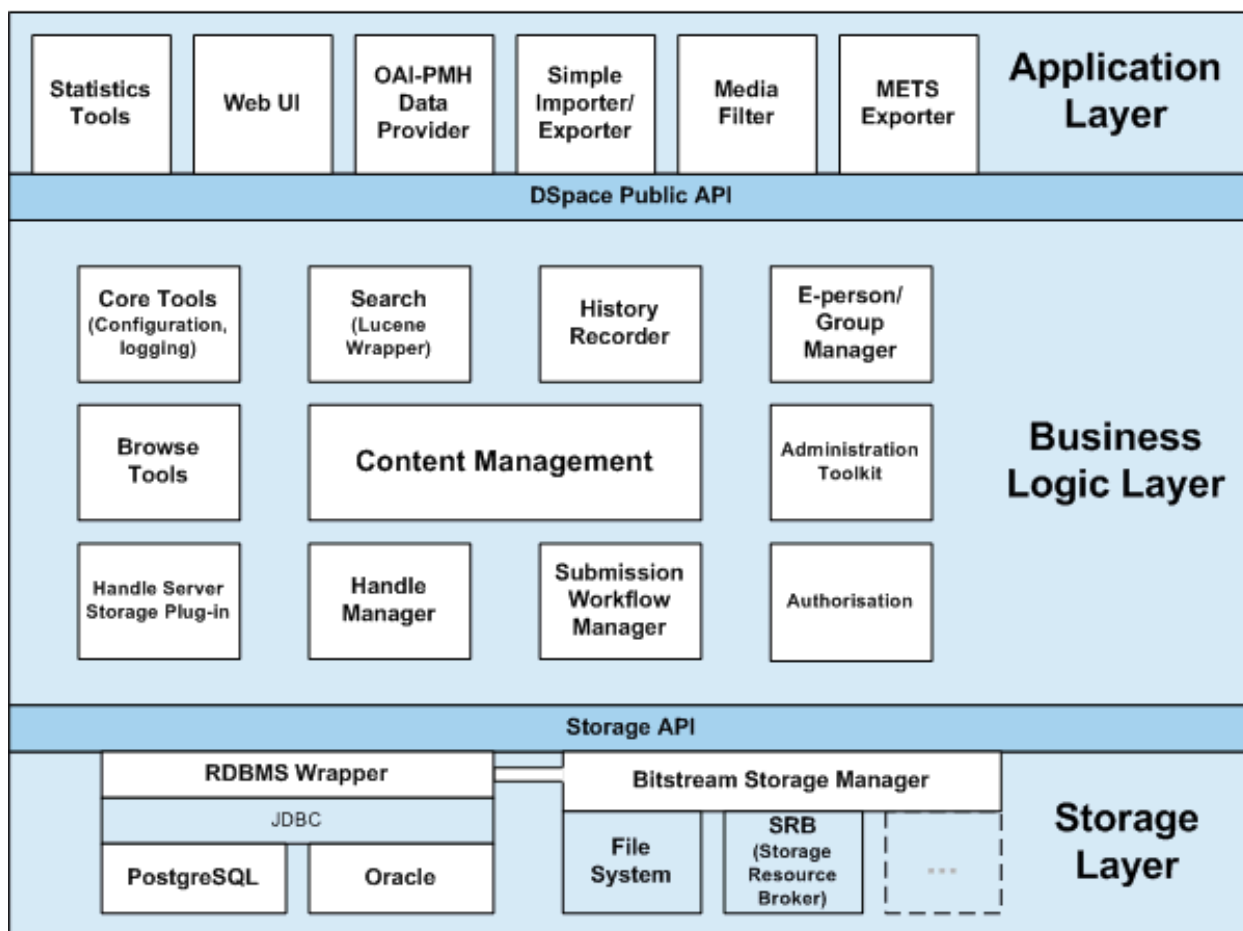 Statistics
Tools
Web UI
OAI-PMH
Data
Provider
Simple
Importer/
Exporter
Media
Filter
METS
Exporter
Application
Layer
DSpace Public API
Core Tools
(Configuration,
logging)
Search
(Lucene
Wrapper)
History
Recorder
E-person/
Group
Manager
Browse
Tools
Content Management
Administration
Toolkit
Business
Logic Layer
Handle Server
Storage Plug-in
Handle
Manager
Submission
Workflow
Manager
Authorisation
Storage API
RDBMS Wrapper
JDBC
PostgreSQL
Oracle
Bitstream Storage Manager
File
System
SRB
(Storage
Resource
Broker)
...
Storage
Layer